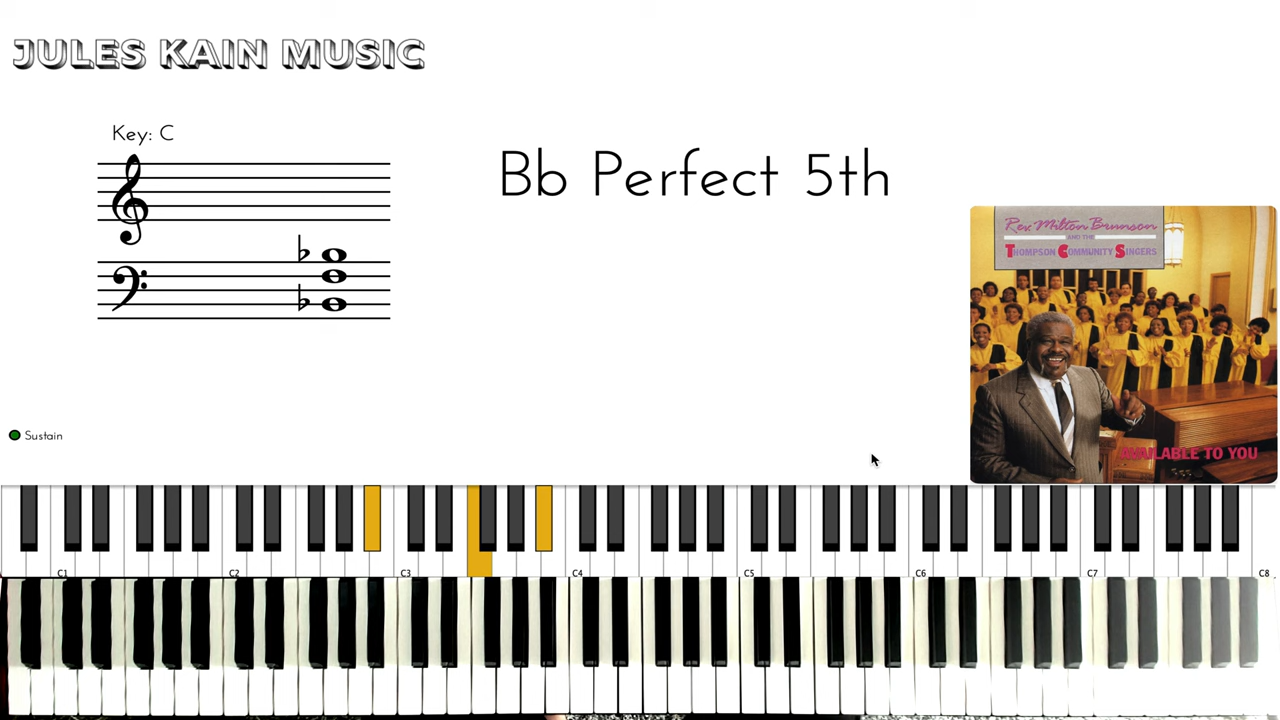 JULES KAIN MUSIC
Key: C
Bb Perfect 5th
Rev. Milton Brunson
AND THE
THOMPSON COMMUNITY SINGERS
AVAILABLE TO YOU
Sustain
C1 C2 C3 C4 C5 C6 C7 C8